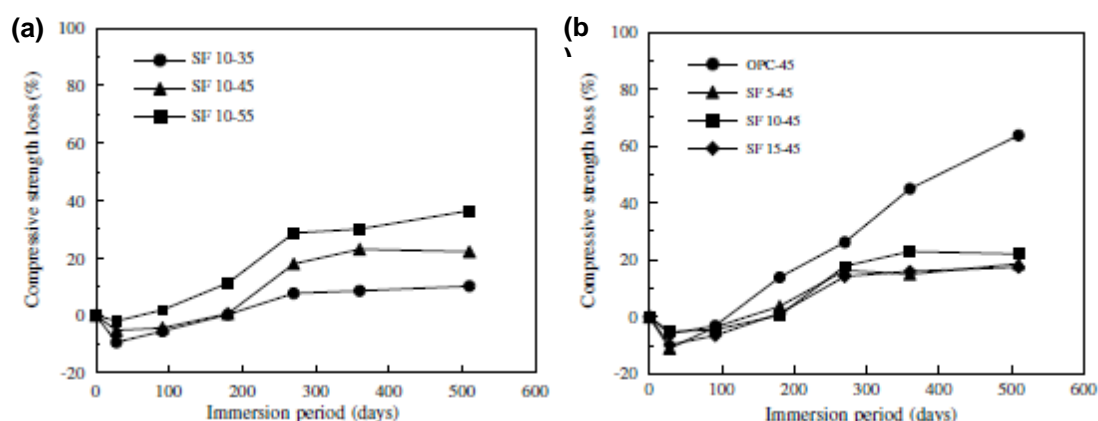 (a)
100
80
60
40
20
0
-20
Compressive strength loss (%)
SF 10-35
SF 10-45
SF 10-55
0 100 200 300 400 500 600
Immersion period (days)
(b
)
100
80
60
40
20
0
-20
Compressive strength loss (%)
OPC-45
SF 5-45
SF 10-45
SF 15-45
0 100 200 300 400 500 600
Immersion period (days)